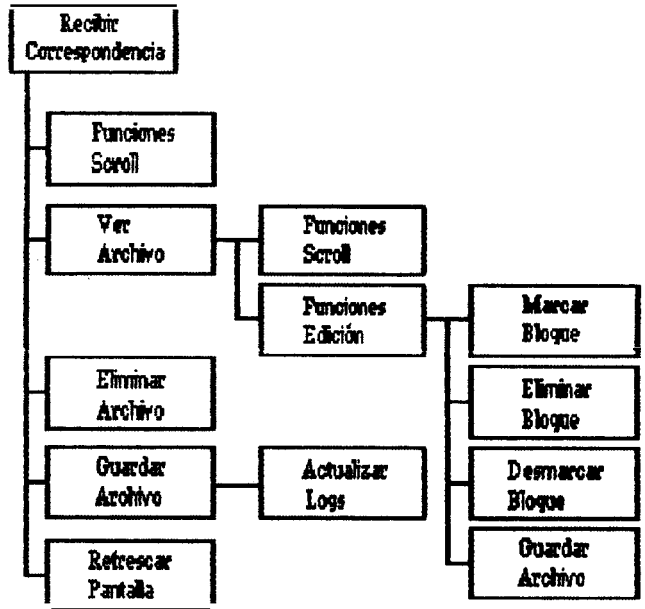 Recibir
Correspondencia
Funciones
Scroll
Ver
Archivo
Funciones
Scroll
Funciones
Edición
Marcar
Bloque
Eliminar
Bloque
Desmarcar
Bloque
Guardar
Archivo
Eliminar
Archivo
Guardar
Archivo
Actualizar
Logs
Refrescar
Pantalla